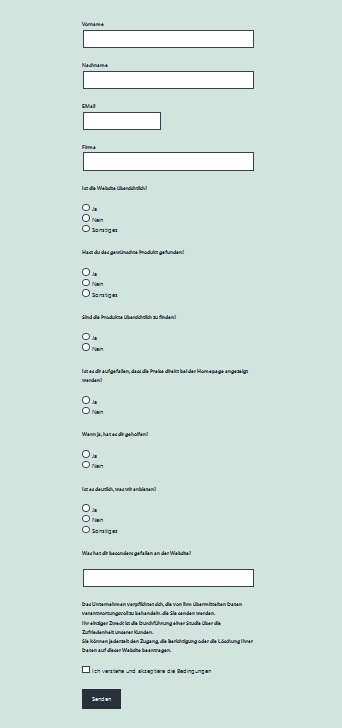 Vorname
Nachname
EMail
Firma
Ist die Website übersichtlich?
Ja
Nein
Sonstiges
Hast du das gewünschte Produkt gefunden?
Ja
Nein
Sonstiges
Sind die Produkte übersichtlich zu finden?
Ja
Nein
Ist es dir aufgefallen, dass die Preise direkt bei der Homepage angezeigt
werden?
Ja
Nein
Wenn ja, hat es dir geholfen?
Ja
Nein
Ist es deutlich, was wir anbieten?
Ja
Nein
Sonstiges
Was hat dir besonders gefallen an der Website?
Das Unternehmen verpflichtet sich, die von Ihm übermittelten Daten
verantwortungsvoll zu behandeln. die Sie senden werden.
Ihr einziger Zweck ist die Durchführung einer Studie über die
Zufriedenheit unserer Kunden.
Sie können jederzeit den Zugang, die Berichtigung oder die Löschung Ihrer
Daten auf dieser Website beantragen.
Ich verstehe und akzeptiere die Bedingungen
Senden